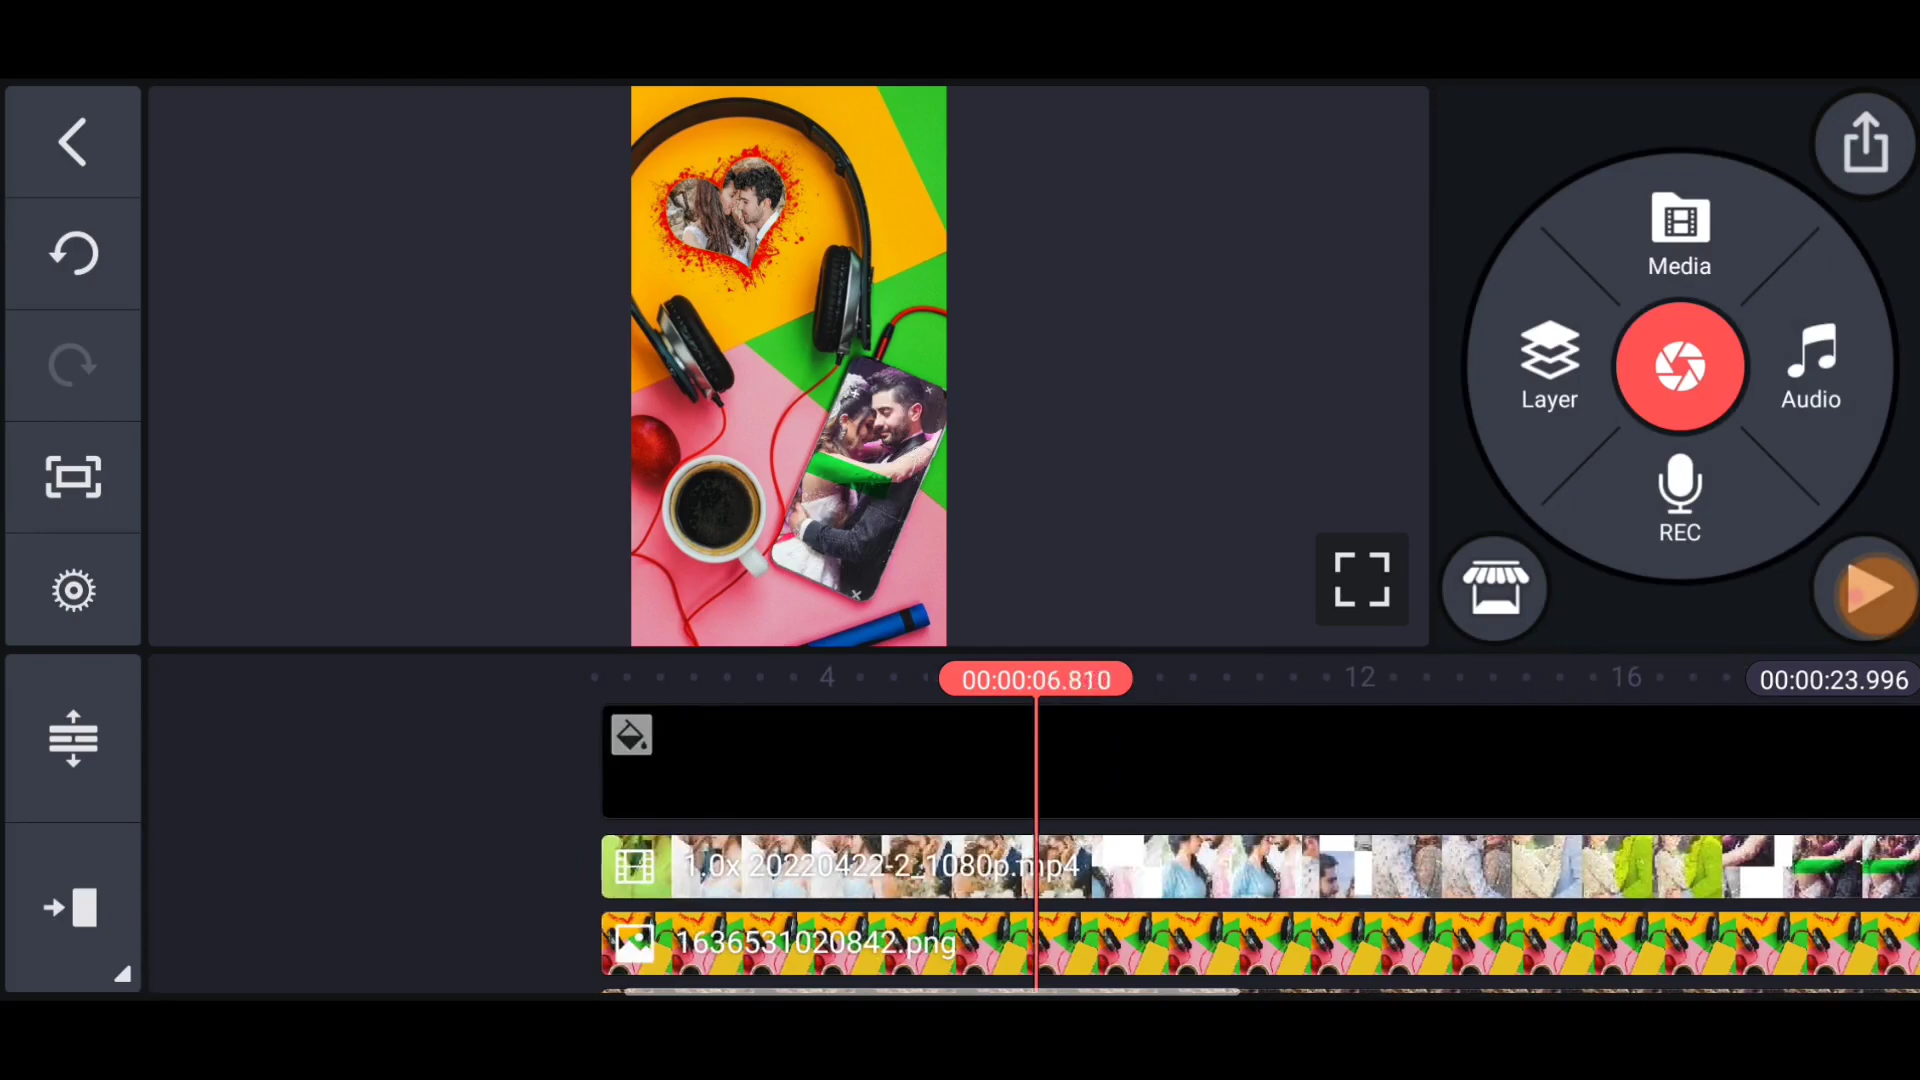 Media
Layer
Audio
REC
4
00:00:06.810
12
16
00:00:23.996
1.0x 20220422-2_1080p.mp4
1636531020842.png